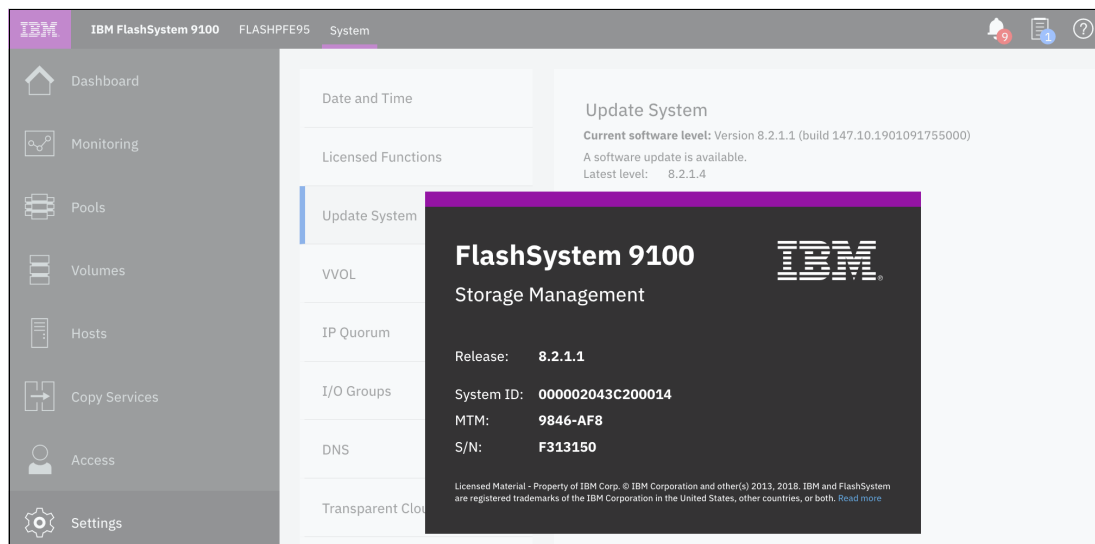 IBM
IBM FlashSystem 9100 FLASHPFE95 System
9
1
?
Dashboard
Monitoring
Pools
Volumes
Hosts
Copy Services
Access
Settings
Date and Time
Licensed Functions
Update System
VVOL
IP Quorum
I/O Groups
DNS
Transparent Clou
Update System
Current software level: Version 8.2.1.1 (build 147.10.1901091755000)
A software update is available.
Latest level: 8.2.1.4
FlashSystem 9100
IBM®
Storage Management
Release: 8.2.1.1
System ID: 000002043C200014
MTM: 9846-AF8
S/N: F313150
Licensed Material - Property of IBM Corp. © IBM Corporation and other(s) 2013, 2018. IBM and FlashSystem
are registered trademarks of the IBM Corporation in the United States, other countries, or both. Read more